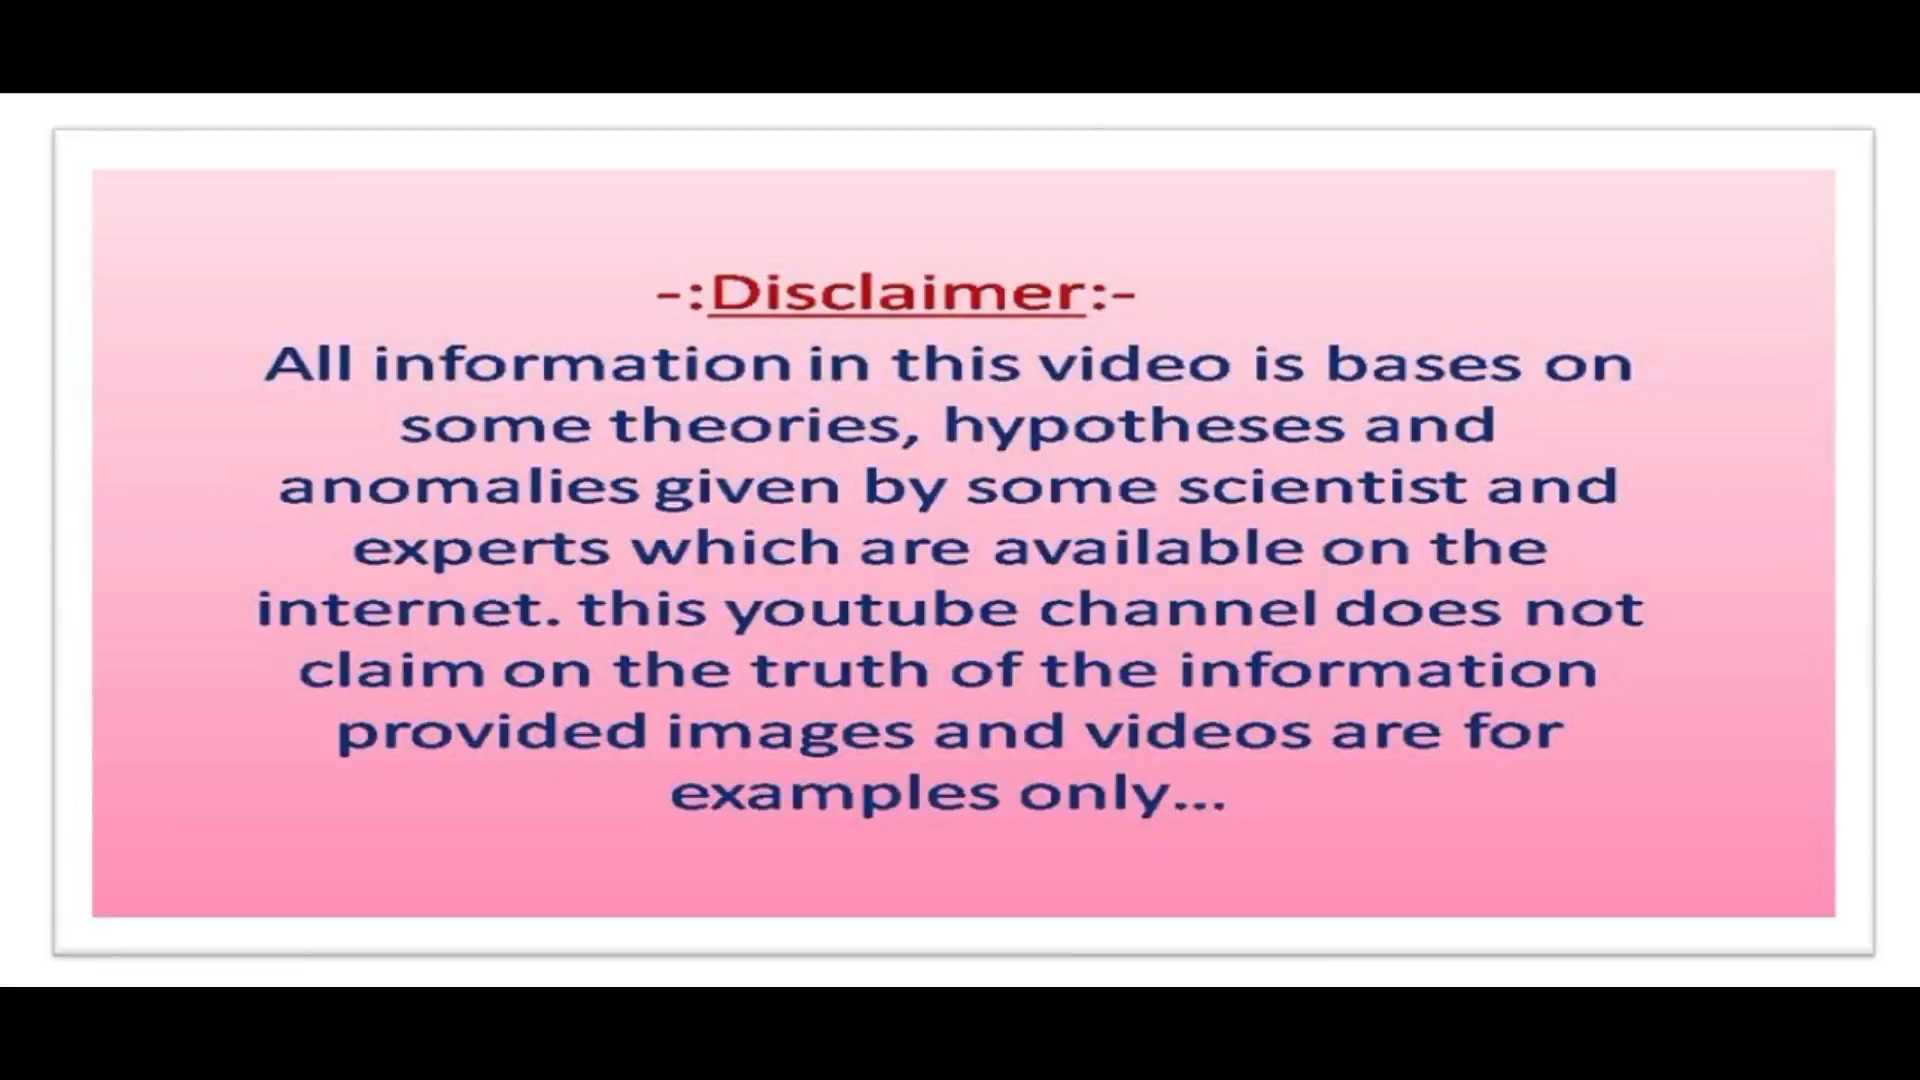 -:Disclaimer:-
All information in this video is bases on
some theories, hypotheses and
anomalies given by some scientist and
experts which are available on the
internet. this youtube channel does not
claim on the truth of the information
provided images and videos are for
examples only...